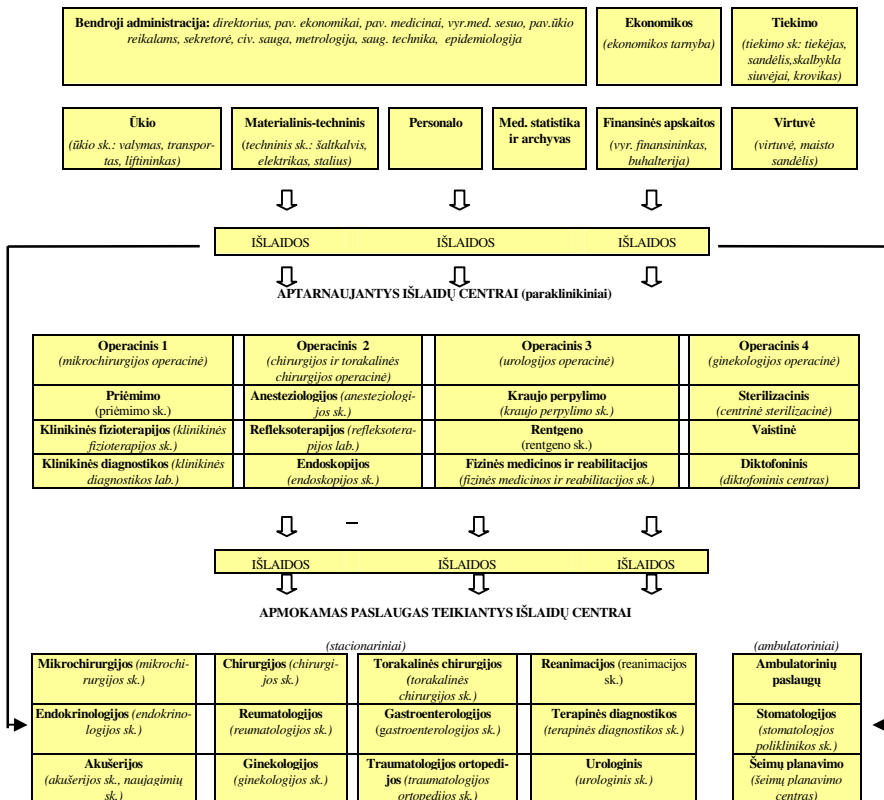 Bendroji administracija: direktorius, pav. ekonomikai, pav. medicinai, vyr.med. sesuo, pav.ūkio
reikalams, sekretorė, civ. sauga, metrologija, saug. technika, epidemiologija
Ekonomikos
(ekonomikos tarnyba)
Tiekimo
(tiekimo sk: tiekėjas,
sandėlis,skalbykla
siuvėjai, krovikas)
Ūkio
(ūkio sk.: valymas, transpor-
tas, liftininkas)
Materialinis-techninis
(techninis sk.: šaltkalvis,
elektrikas, stalius)
Personalo
Med. statistika
ir archyvas
Finansinės apskaitos
(vyr. finansininkas,
buhalterija)
Virtuvė
(virtuvė, maisto
sandėlis)
IŠLAIDOS IŠLAIDOS IŠLAIDOS
APTARNAUJANTYS IŠLAIDŲ CENTRAI (paraklinikiniai)
Operacinis 1
(mikrochirurgijos operacinė)
Operacinis 2
(chirurgijos ir torakalinės
chirurgijos operacinė)
Operacinis 3
(urologijos operacinė)
Operacinis 4
(ginekologijos operacinė)
Priėmimo
(priėmimo sk.)
Anesteziologijos (anesteziologi-
jos sk.)
Kraujo perpylimo
(kraujo perpylimo sk.)
Sterilizacinis
(centrinė sterilizacinė)
Klinikinės fizioterapijos (klinikinės
fizioterapijos sk.)
Refleksoterapijos (refleksotera-
pijos lab.)
Rentgeno
(rentgeno sk.)
Vaistinė
Klinikinės diagnostikos (klinikinės
diagnostikos lab.)
Endoskopijos
(endoskopijos sk.)
Fizinės medicinos ir reabilitacijos
(fizinės medicinos ir reabilitacijos sk.)
Diktofoninis
(diktofoninis centras)
–
IŠLAIDOS IŠLAIDOS IŠLAIDOS
APMOKAMAS PASLAUGAS TEIKIANTYS IŠLAIDŲ CENTRAI
(stacionariniai) (ambulatoriniai)
Mikrochirurgijos (mikrochi-
rurgijos sk.)
Chirurgijos (chirurgi-
jos sk.)
Torakalinės chirurgijos
(torakalinės
chirurgijos sk.)
Reanimacijos (reanimacijos
sk.)
Ambulatorinių
paslaugų
Endokrinologijos (endokrino-
logijos sk.)
Reumatologijos
(reumatologijos sk.)
Gastroenterologijos
(gastroenterologijos sk.)
Terapinės diagnostikos
(terapinės diagnostikos sk.)
Stomatologijos
(stomatologjos
poliklinikos sk.)
Akušerijos
(akušerijos sk., naujagimių
sk.)
Ginekologijos
(ginekologijos sk.)
Traumatologijos ortopedi-
jos (traumatologijos
ortopedijos sk.)
Urologinis
(urologinis sk.)
Šeimų planavimo
(šeimų planavimo
centras)